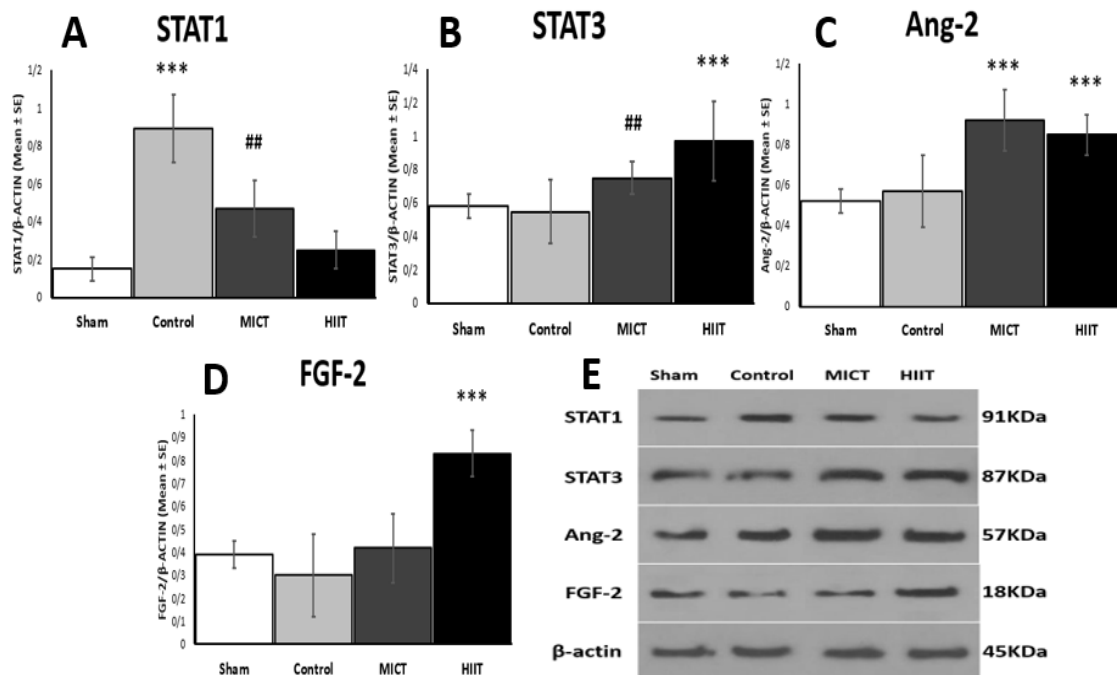 A STAT1
STAT1/β-ACTIN (Mean ± SE)
1/2
1
0/8
0/6
0/4
0/2
0
***
##
Sham Control MICT HIIT
B STAT3
STAT3/β-ACTIN (Mean ± SE)
1/4
1/2
1
0/8
0/6
0/4
0/2
0
##
***
Sham Control MICT HIIT
C Ang-2
Ang-2/β-ACTIN (Mean ± SE)
1/2
1
0/8
0/6
0/4
0/2
0
***
***
Sham Control MICT HIIT
D FGF-2
FGF-2/β-ACTIN (Mean ± SE)
1
0/9
0/8
0/7
0/6
0/5
0/4
0/3
0/2
0/1
0
***
Sham Control MICT HIIT
E
Sham Control MICT HIIT
STAT1 91KDa
STAT3 87KDa
Ang-2 57KDa
FGF-2 18KDa
β-actin 45KDa